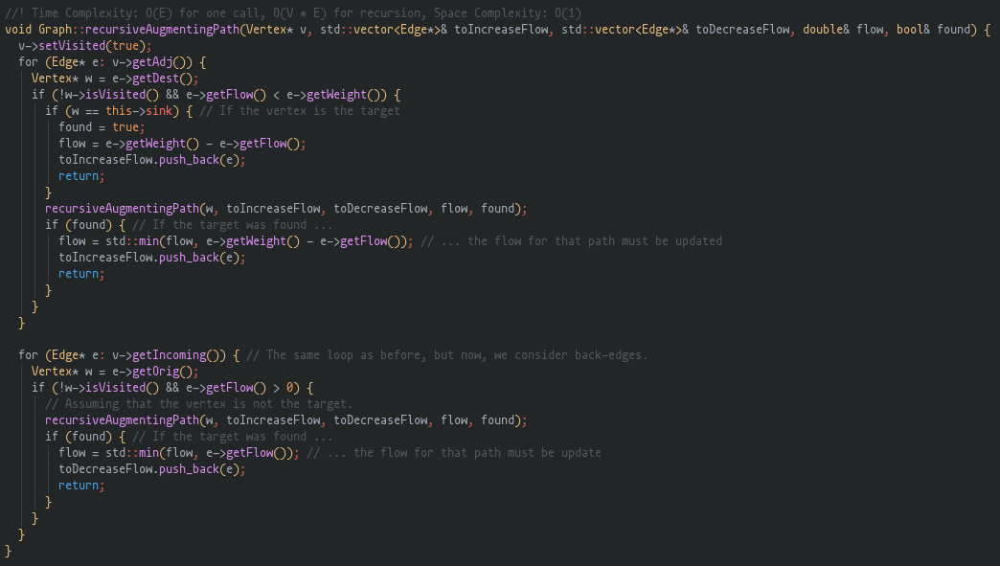 //! Time Complexity: O(E) for one call, O(V * E) for recursion, Space Complexity: O(1)
void Graph::recursiveAugmentingPath(Vertex* v, std::vector<Edge*>& toIncreaseFlow, std::vector<Edge*>& toDecreaseFlow, double& flow, bool& found) {
  v->setVisited(true);
  for (Edge* e: v->getAdj()) {
    Vertex* w = e->getDest();
    if (!w->isVisited() && e->getFlow() < e->getWeight()) {
      if (w == this->sink) { // If the vertex is the target
        found = true;
        flow = e->getWeight() - e->getFlow();
        toIncreaseFlow.push_back(e);
        return;
      }
      recursiveAugmentingPath(w, toIncreaseFlow, toDecreaseFlow, flow, found);
      if (found) { // If the target was found ...
        flow = std::min(flow, e->getWeight() - e->getFlow()); // ... the flow for that path must be updated
        toIncreaseFlow.push_back(e);
        return;
      }
    }
  }

  for (Edge* e: v->getIncoming()) { // The same loop as before, but now, we consider back-edges.
    Vertex* w = e->getOrig();
    if (!w->isVisited() && e->getFlow() > 0) {
      // Assuming that the vertex is not the target.
      recursiveAugmentingPath(w, toIncreaseFlow, toDecreaseFlow, flow, found);
      if (found) { // If the target was found ...
        flow = std::min(flow, e->getFlow()); // ... the flow for that path must be update
        toDecreaseFlow.push_back(e);
        return;
      }
    }
  }
}